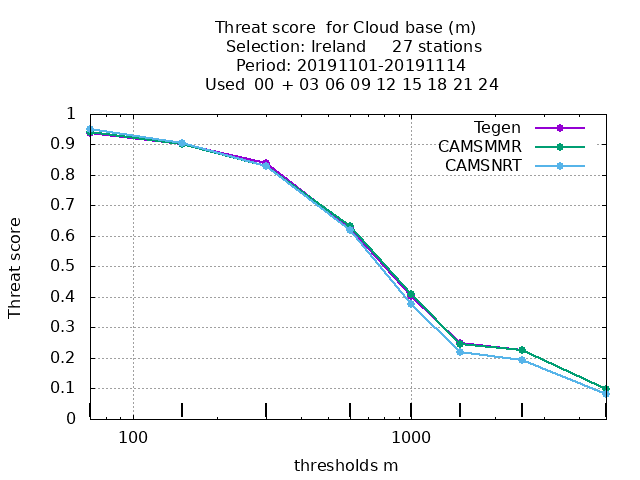 Threat score  for Cloud base (m)
Selection: Ireland     27 stations
Period: 20191101-20191114
Used  00  + 03 06 09 12 15 18 21 24
Tegen
CAMSMMR
CAMSNRT
Threat score
1
0.9
0.8
0.7
0.6
0.5
0.4
0.3
0.2
0.1
0
100
1000
thresholds m